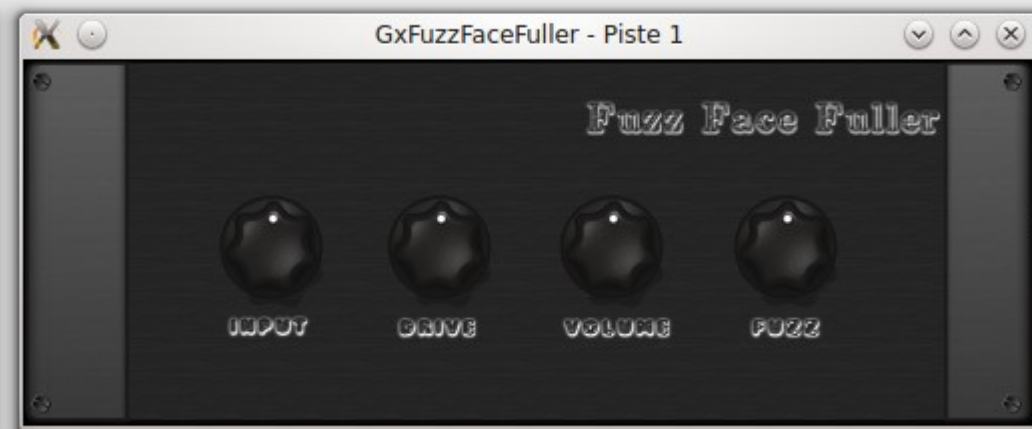 GxFuzzFaceFuller - Piste 1
Fuzz Face Fuller
INPUT DRIVE VOLUME FUZZ